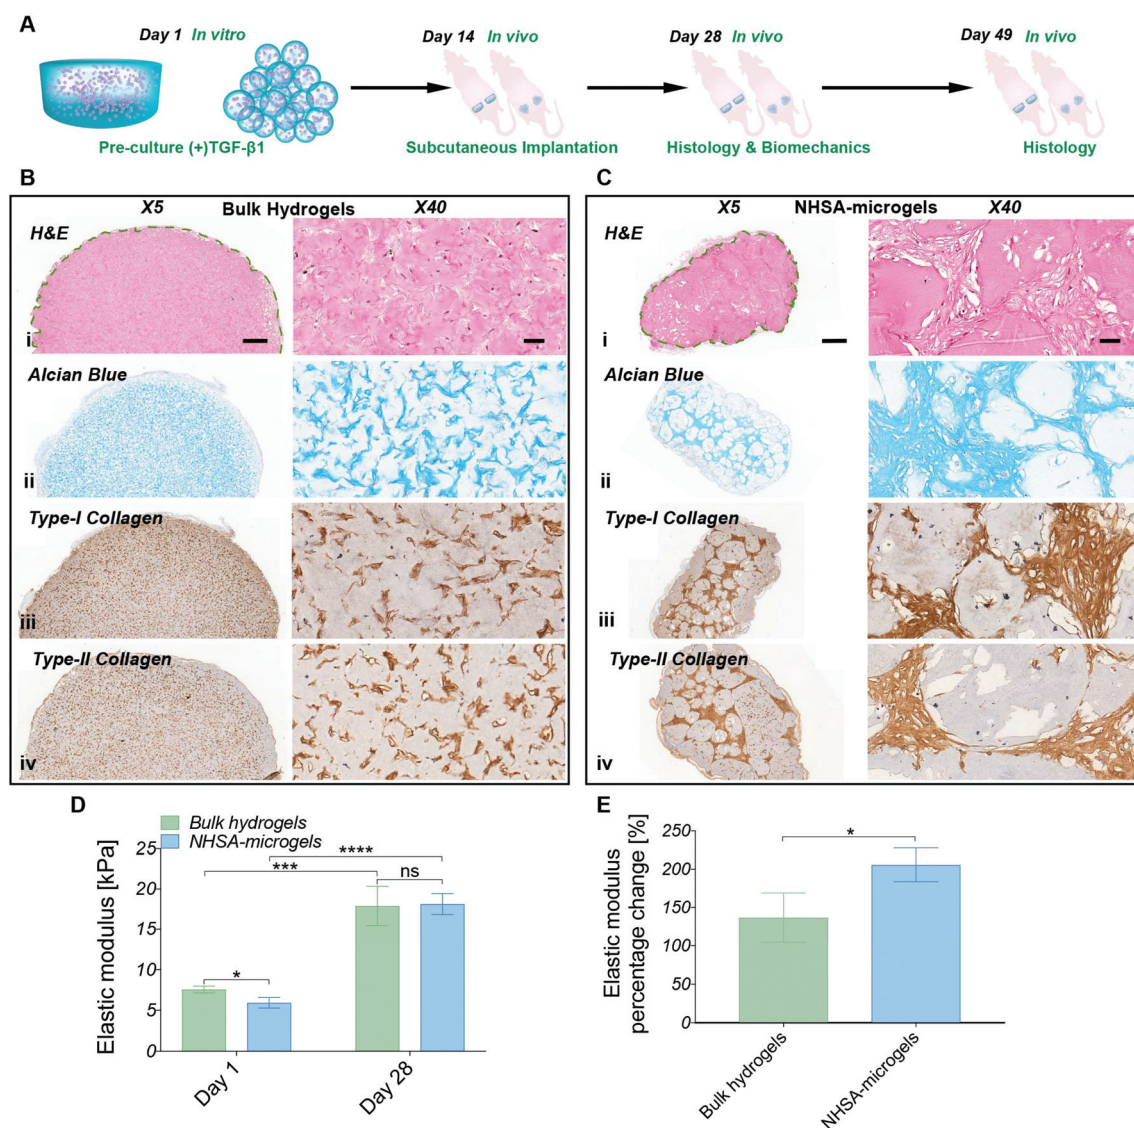 A
Day 1 In vitro
Day 14 In vivo
Day 28 In vivo
Day 49 In vivo
Pre-culture (+)TGF-β1
Subcutaneous Implantation
Histology & Biomechanics
Histology
B
X5 Bulk Hydrogels X40
H&E
i
Alcian Blue
ii
Type-I Collagen
iii
Type-II Collagen
iv
C
X5 NHSA-microgels X40
H&E
i
Alcian Blue
ii
Type-I Collagen
iii
Type-II Collagen
iv
D
Bulk hydrogels
NHSA-microgels
Elastic modulus [kPa]
25
20
15
10
5
0
*
***
****
ns
Day 1
Day 28
E
Elastic modulus
percentage change [%]
250
200
150
100
50
0
*
Bulk hydrogels
NHSA-microgels